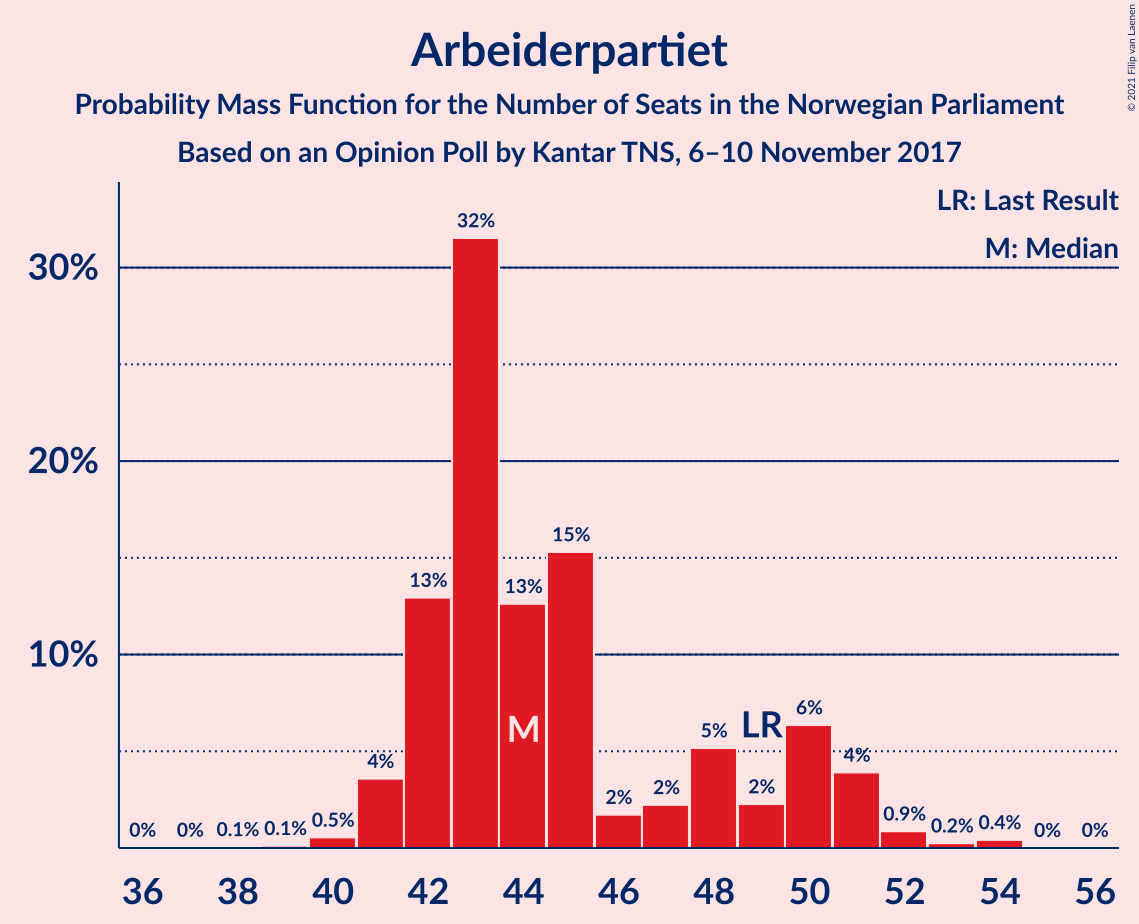 Arbeiderpartiet
Probability Mass Function for the Number of Seats in the Norwegian Parliament
Based on an Opinion Poll by Kantar TNS, 6–10 November 2017
© 2021 Filip van Laenen
LR: Last Result
M: Median
30%
20%
10%
0% 0% 0.1% 0.1% 0.5% 4% 13% 32% 13% 15% 2% 2% 5% 2% 6% 4% 0.9% 0.2% 0.4% 0% 0%
M LR
36 38 40 42 44 46 48 50 52 54 56